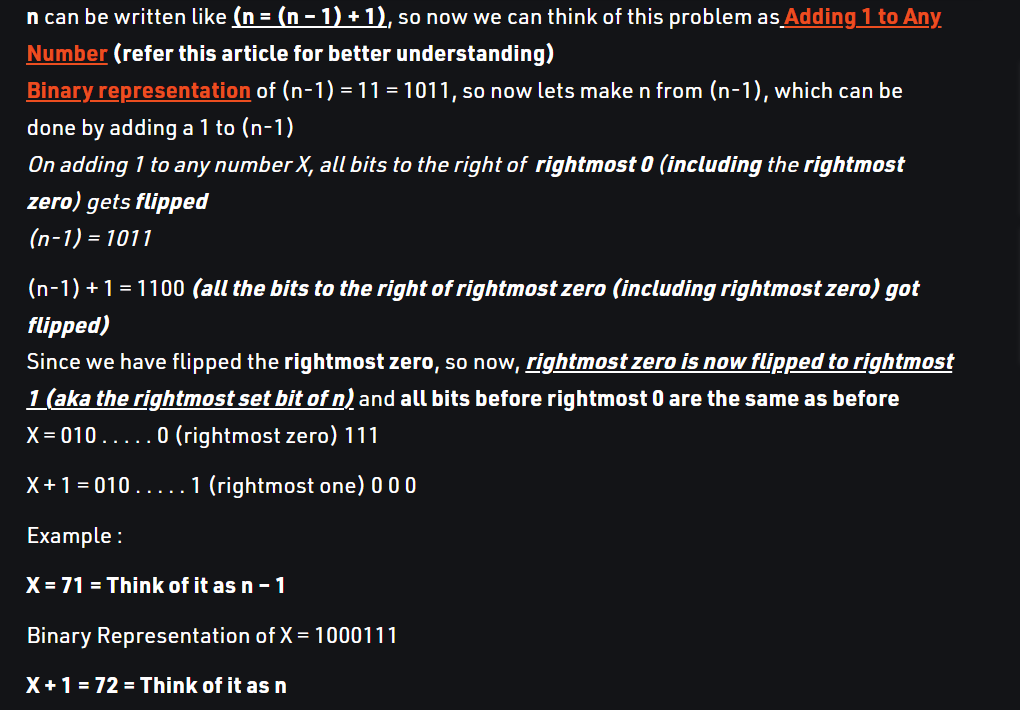 n can be written like (n = (n – 1) + 1), so now we can think of this problem as Adding 1 to Any
Number (refer this article for better understanding)
Binary representation of (n-1) = 11 = 1011, so now lets make n from (n-1), which can be
done by adding a 1 to (n-1)
On adding 1 to any number X, all bits to the right of rightmost 0 (including the rightmost
zero) gets flipped
(n-1) = 1011
(n-1) + 1 = 1100 (all the bits to the right of rightmost zero (including rightmost zero) got
flipped)
Since we have flipped the rightmost zero, so now, rightmost zero is now flipped to rightmost
1 (aka the rightmost set bit of n) and all bits before rightmost 0 are the same as before
X = 010 . . . . . 0 (rightmost zero) 111
X + 1 = 010 . . . . . 1 (rightmost one) 0 0 0
Example :
X = 71 = Think of it as n – 1
Binary Representation of X = 1000111
X + 1 = 72 = Think of it as n